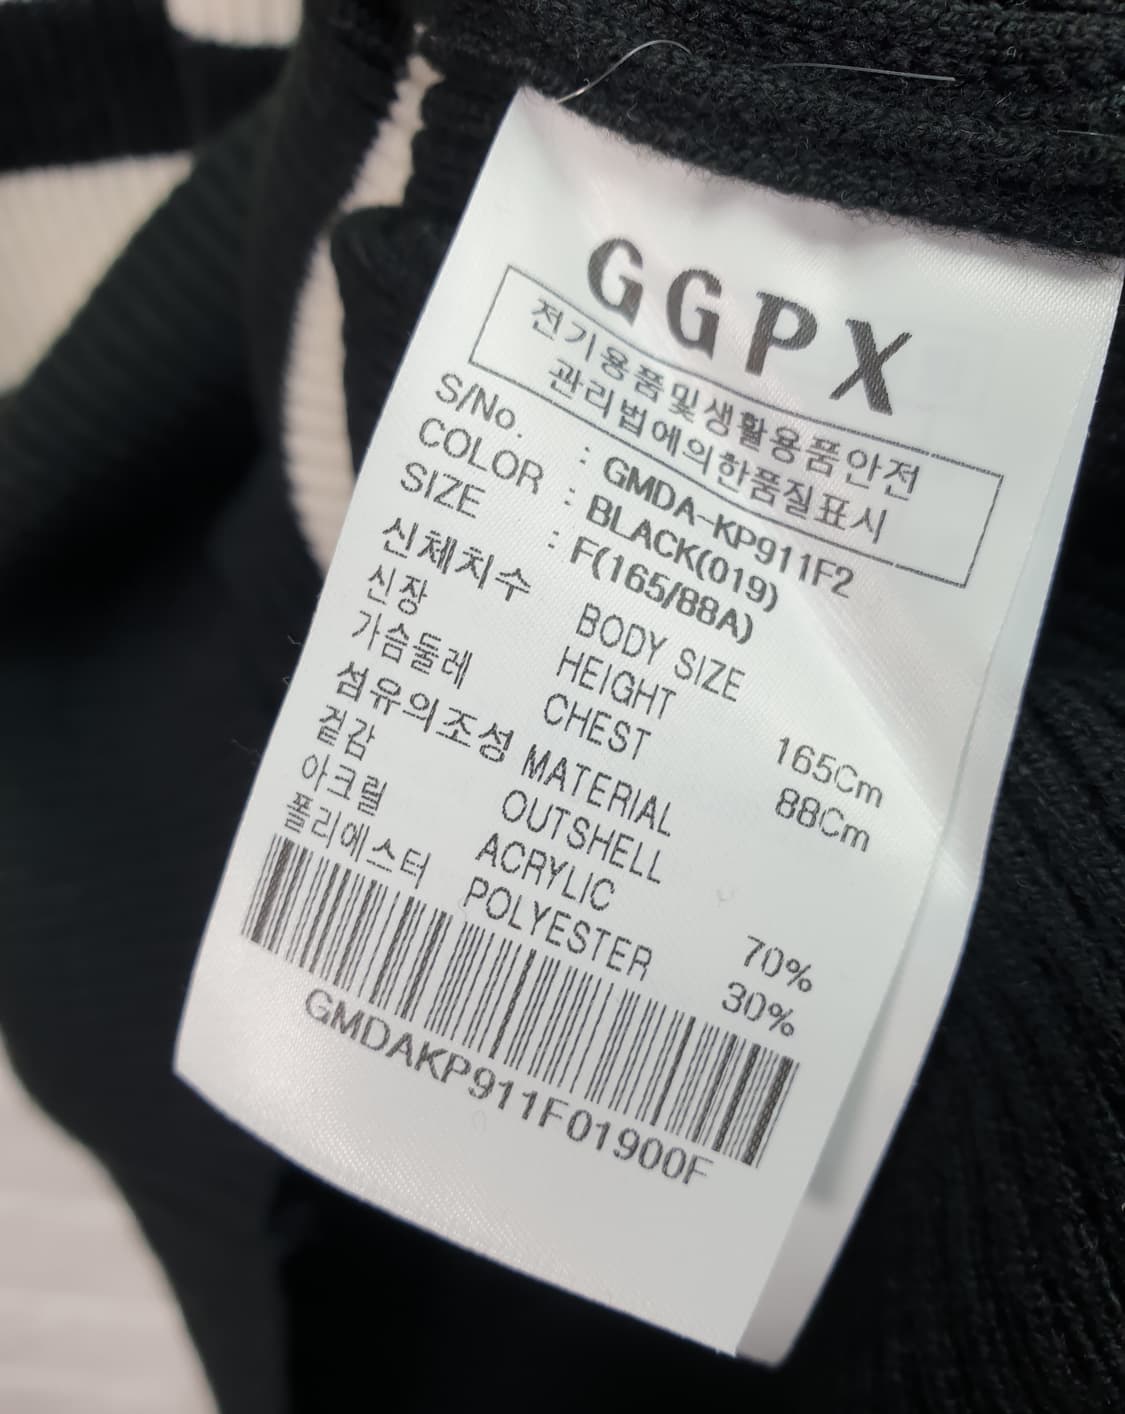 GGPX
전기용품및생활용품안전
관리법에의한품질표시
S/No. : GMDA-KP911F2
COLOR : BLACK(019)
SIZE : F(165/88A)
신체치수 BODY SIZE
신장 HEIGHT 165Cm
가슴둘레 CHEST 88Cm
섬유의조성 MATERIAL
겉감 OUTSHELL
아크릴 ACRYLIC 70%
폴리에스터 POLYESTER 30%
GMDAKP911F01900F